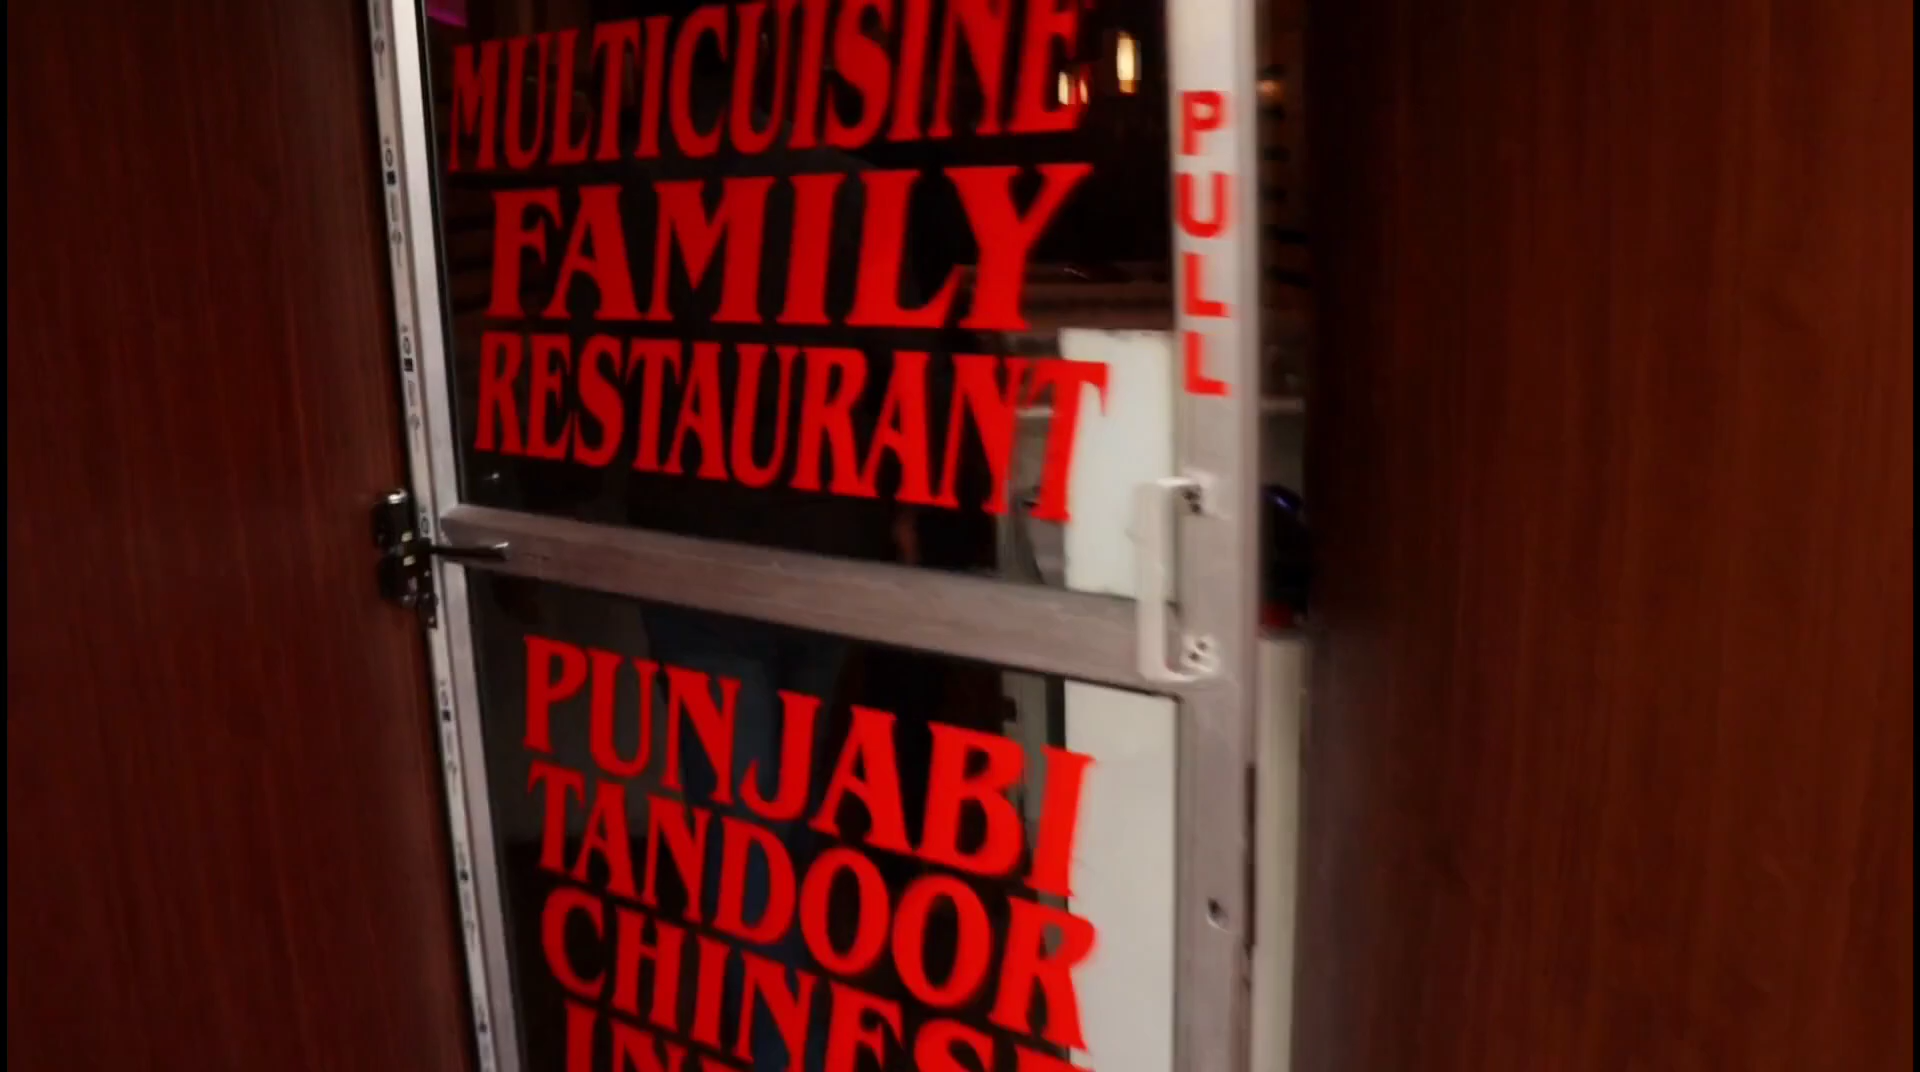 MULTICUISINE
FAMILY
RESTAURANT
PULL
PUNJABI
TANDOOR
CHINESE